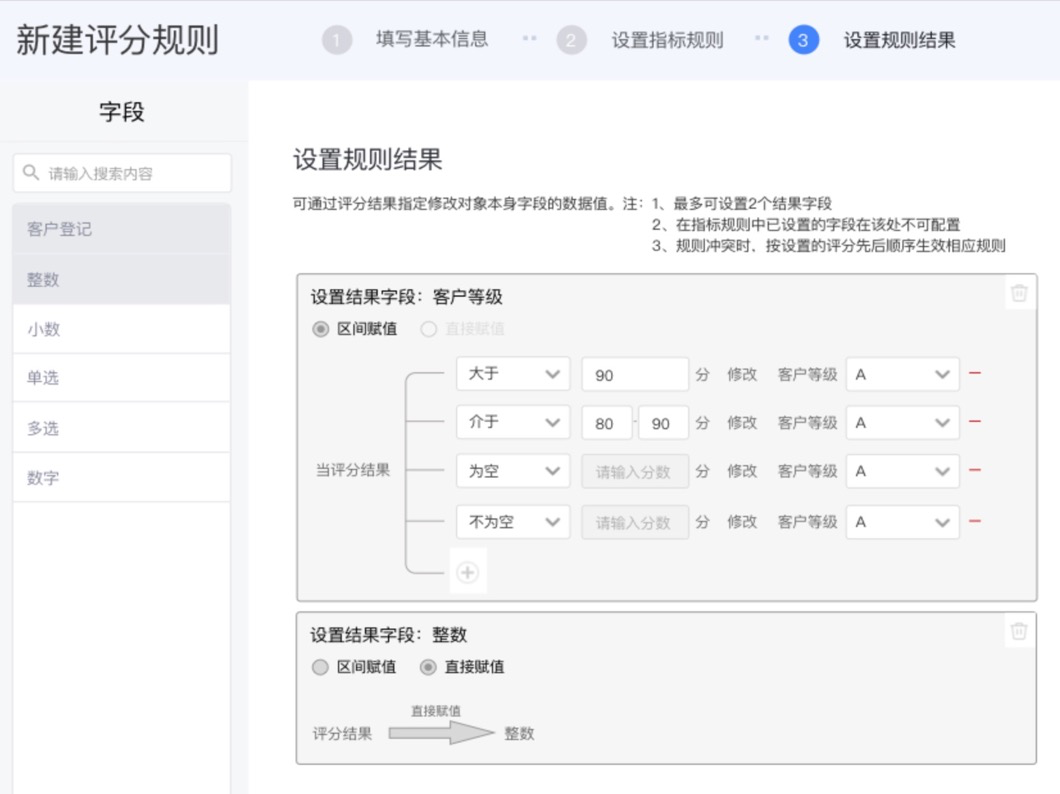 新建评分规则
1 填写基本信息 2 设置指标规则 3 设置规则结果
字段
请输入搜索内容
客户登记
整数
小数
单选
多选
数字
设置规则结果
可通过评分结果指定修改对象本身字段的数据值。注：1、最多可设置2个结果字段
2、在指标规则中已设置的字段在该处不可配置
3、规则冲突时、按设置的评分先后顺序生效相应规则
设置结果字段：客户等级
区间赋值 直接赋值
当评分结果
大于 90 分 修改 客户等级 A
介于 80 - 90 分 修改 客户等级 A
为空 请输入分数 分 修改 客户等级 A
不为空 请输入分数 分 修改 客户等级 A
设置结果字段：整数
区间赋值 直接赋值
直接赋值
评分结果 整数